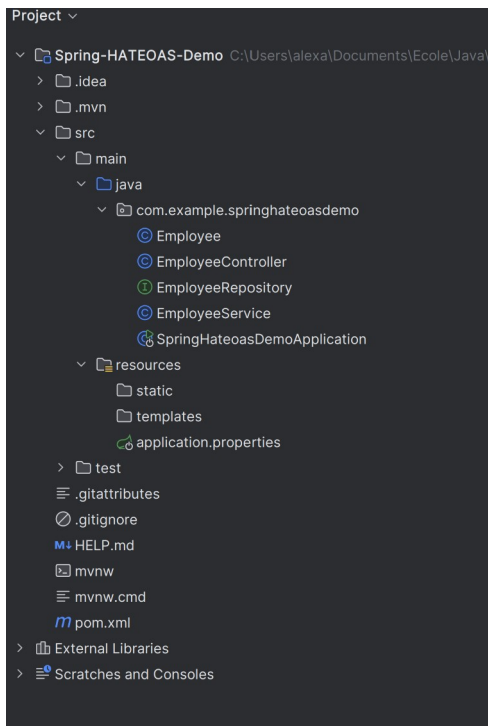 Project
Spring-HATEOAS-Demo C:\Users\alexa\Documents\Ecole\Java\
.idea
.mvn
src
main
java
com.example.springhateoasdemo
C Employee
C EmployeeController
I EmployeeRepository
C EmployeeService
C SpringHateoasDemoApplication
resources
static
templates
application.properties
test
.gitattributes
.gitignore
M↓ HELP.md
mvnw
mvnw.cmd
m pom.xml
External Libraries
Scratches and Consoles